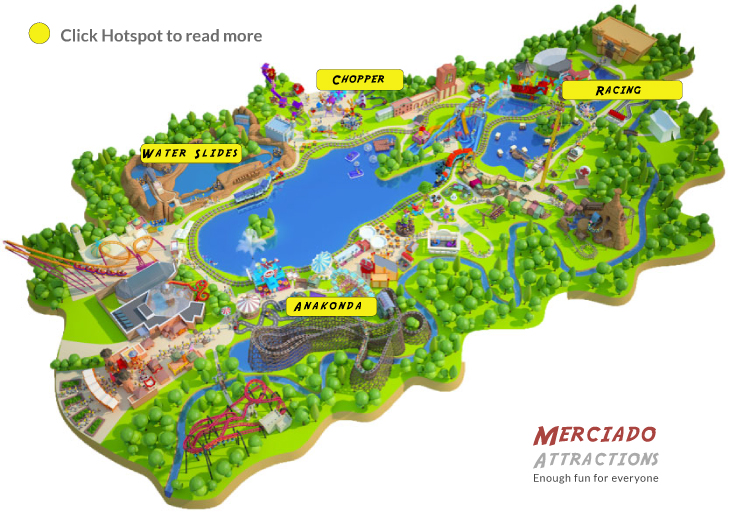 Click Hotspot to read more
Chopper
Racing
Water Slides
Anakonda
Merciado
Attractions
Enough fun for everyone